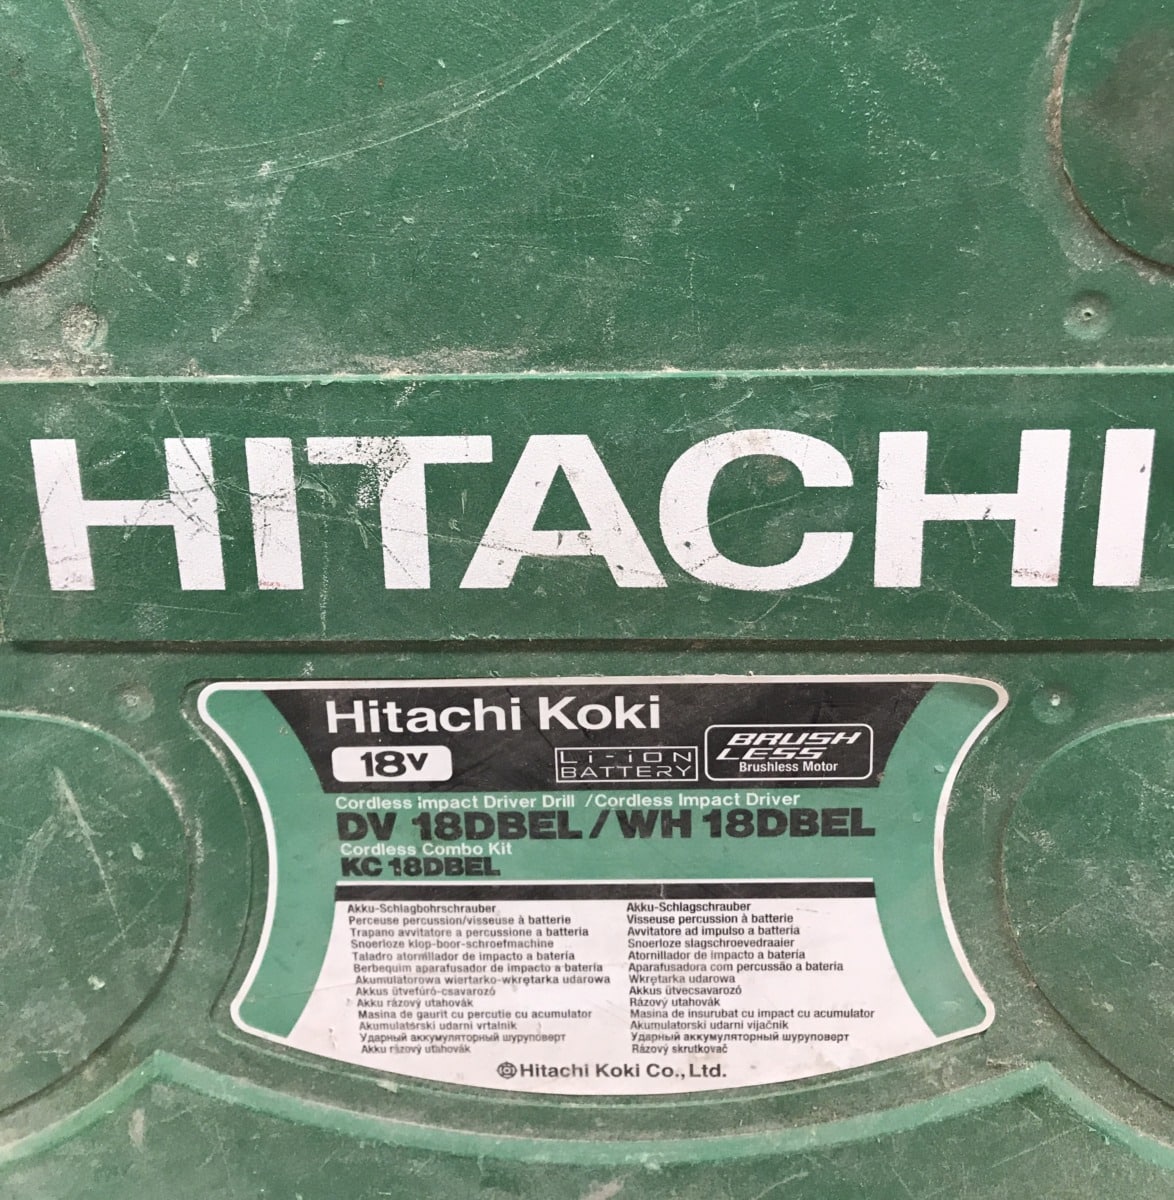 HITACHI
Hitachi Koki
18V
Li-iON
BATTERY
BRUSH
LESS
Brushless Motor
Cordless Impact Driver Drill /Cordless Impact Driver
DV 18DBEL/WH 18DBEL
Cordless Combo Kit
KC 18DBEL
Akku-Schlagbohrschrauber
Perceuse percussion/visseuse à batterie
Trapano avvitatore a percussione a batteria
Snoerloze klop-boor-schroefmachine
Taladro atornillador de impacto a batería
Berbequim aparafusador de impacto a bateria
Akumulatorowa wiertarko-wkrętarka udarowa
Akkus ütvefúró-csavarozó
Akku rázový utahovák
Masina de gaurit cu percutie cu acumulator
Akumulatorski udarni vrtalnik
Ударный аккумуляторный шуруповерт
Akku rázový uťahovák
Akku-Schlagschrauber
Visseuse percussion à batterie
Avvitatore ad impulso a batteria
Snoerloze slagschroevedraaier
Atornillador de impacto a batería
Aparafusadora com percussão a bateria
Wkrętarka udarowa
Akkus ütvecsavarozó
Rázový utahovák
Masina de insurubat cu impact cu acumulator
Akumulatorski udarni vijačnik
Ударный аккумуляторный шуруповерт
Rázový skrutkovač
Hitachi Koki Co., Ltd.